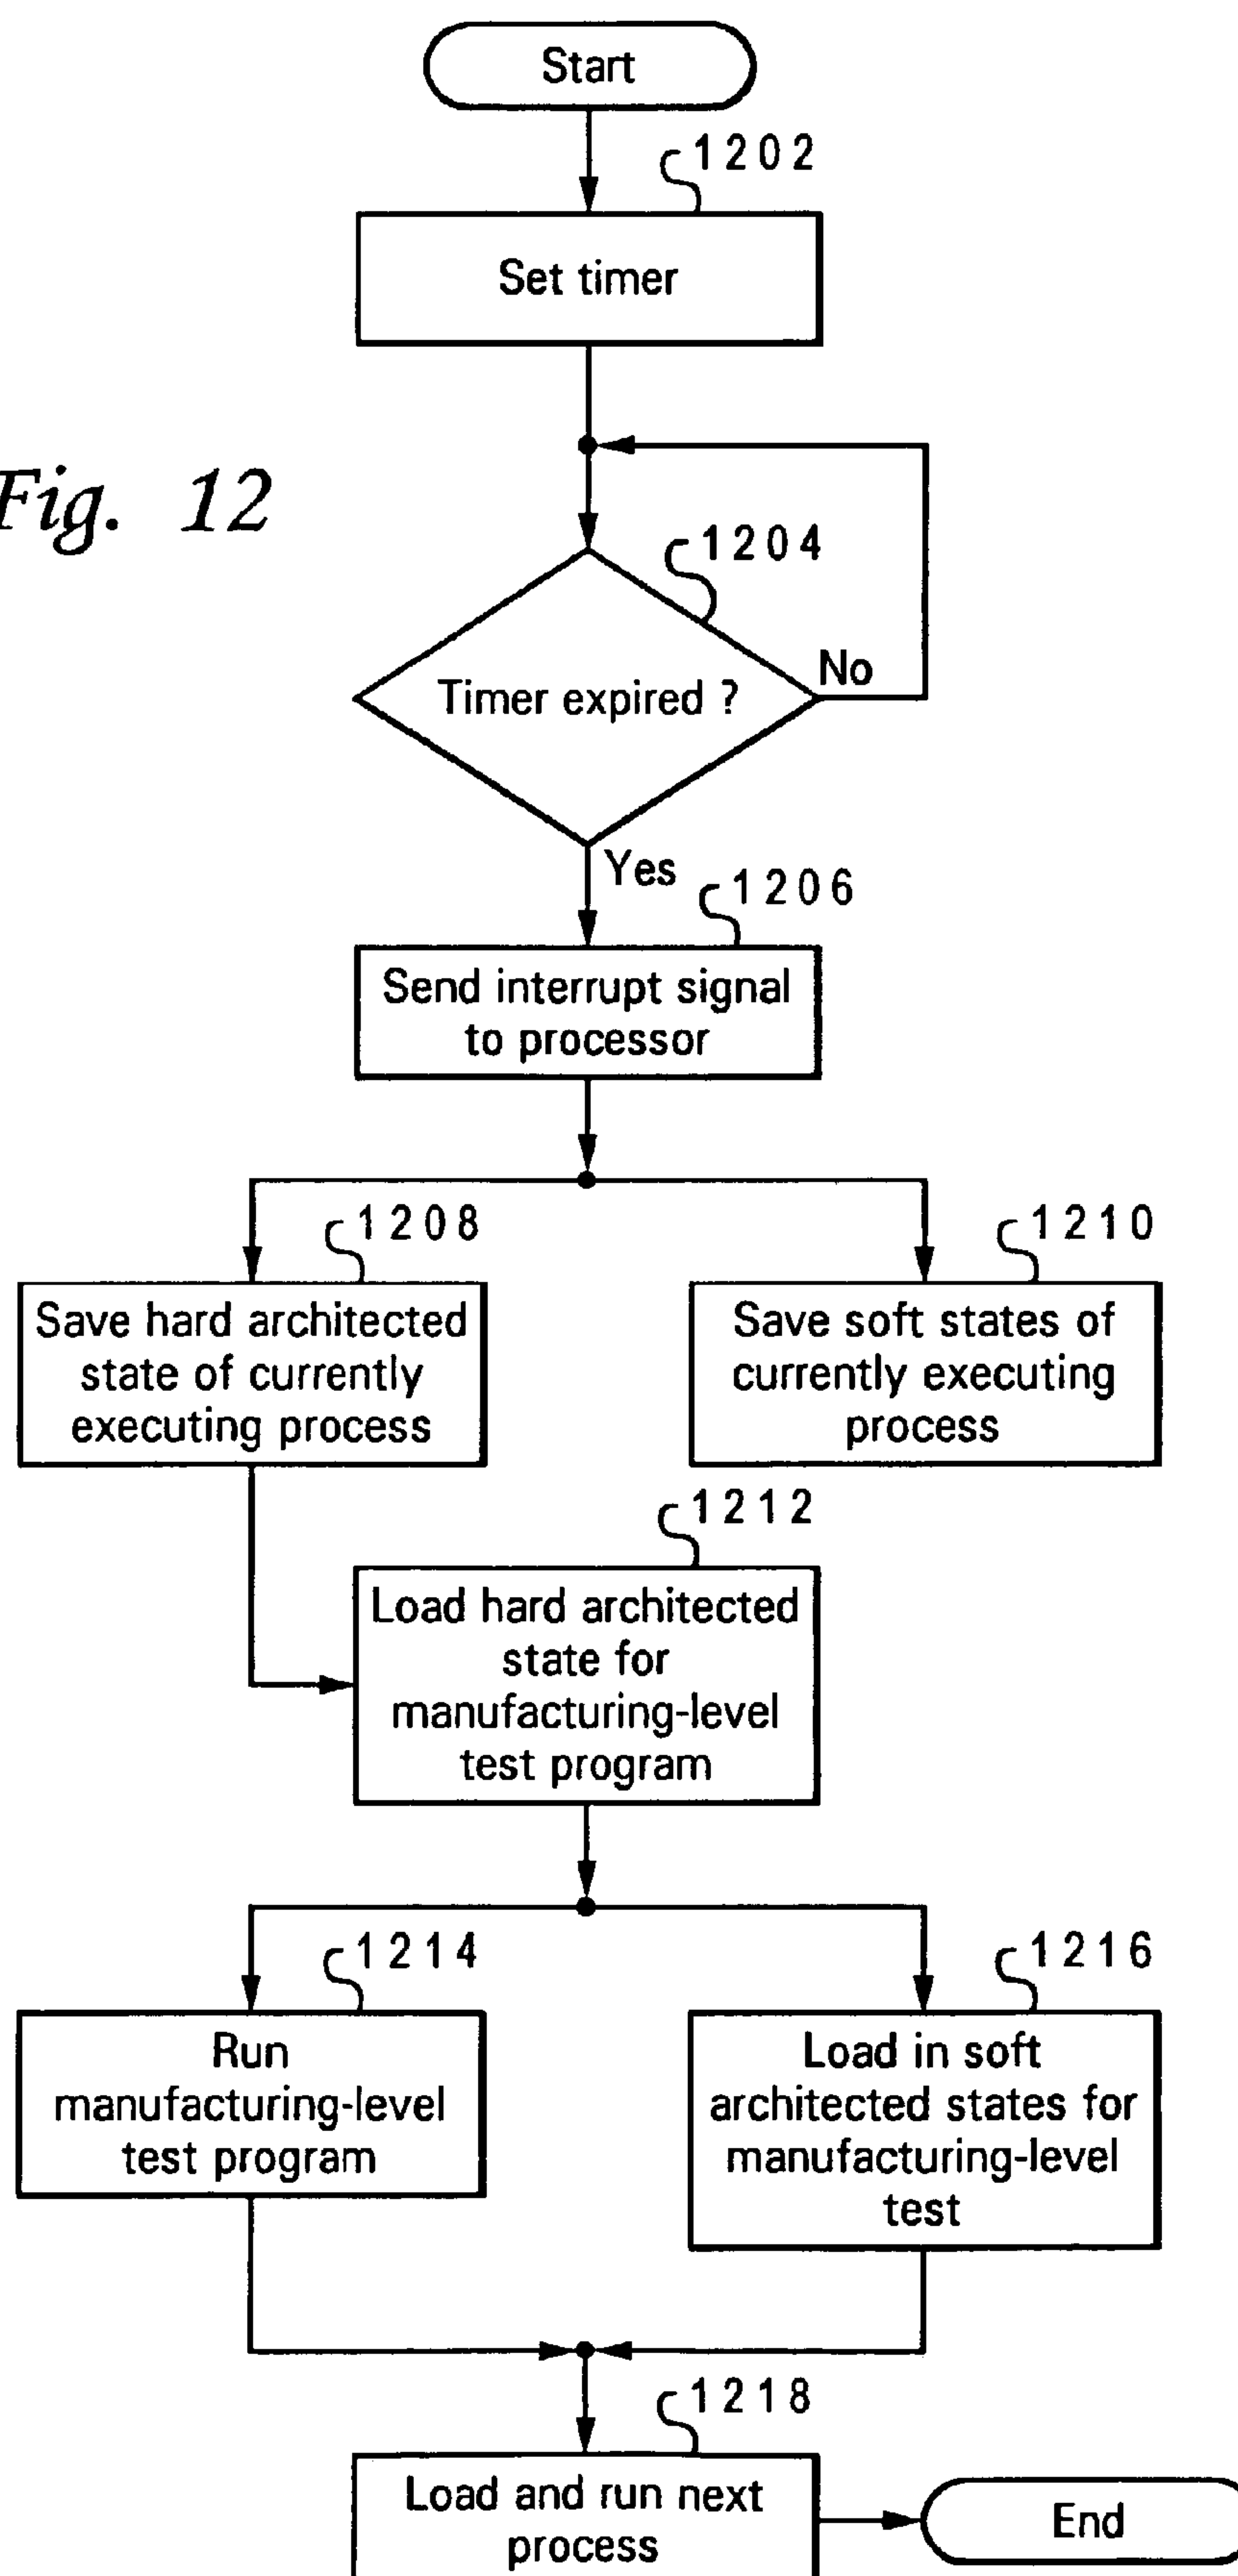 Start
1202
Set timer
Fig. 12
1204
Timer expired ?
No
Yes
1206
Send interrupt signal
to processor
1208
Save hard architected
state of currently
executing process
1210
Save soft states of
currently executing
process
1212
Load hard architected
state for
manufacturing-level
test program
1214
Run
manufacturing-level
test program
1216
Load in soft
architected states for
manufacturing-level
test
1218
Load and run next
process
End